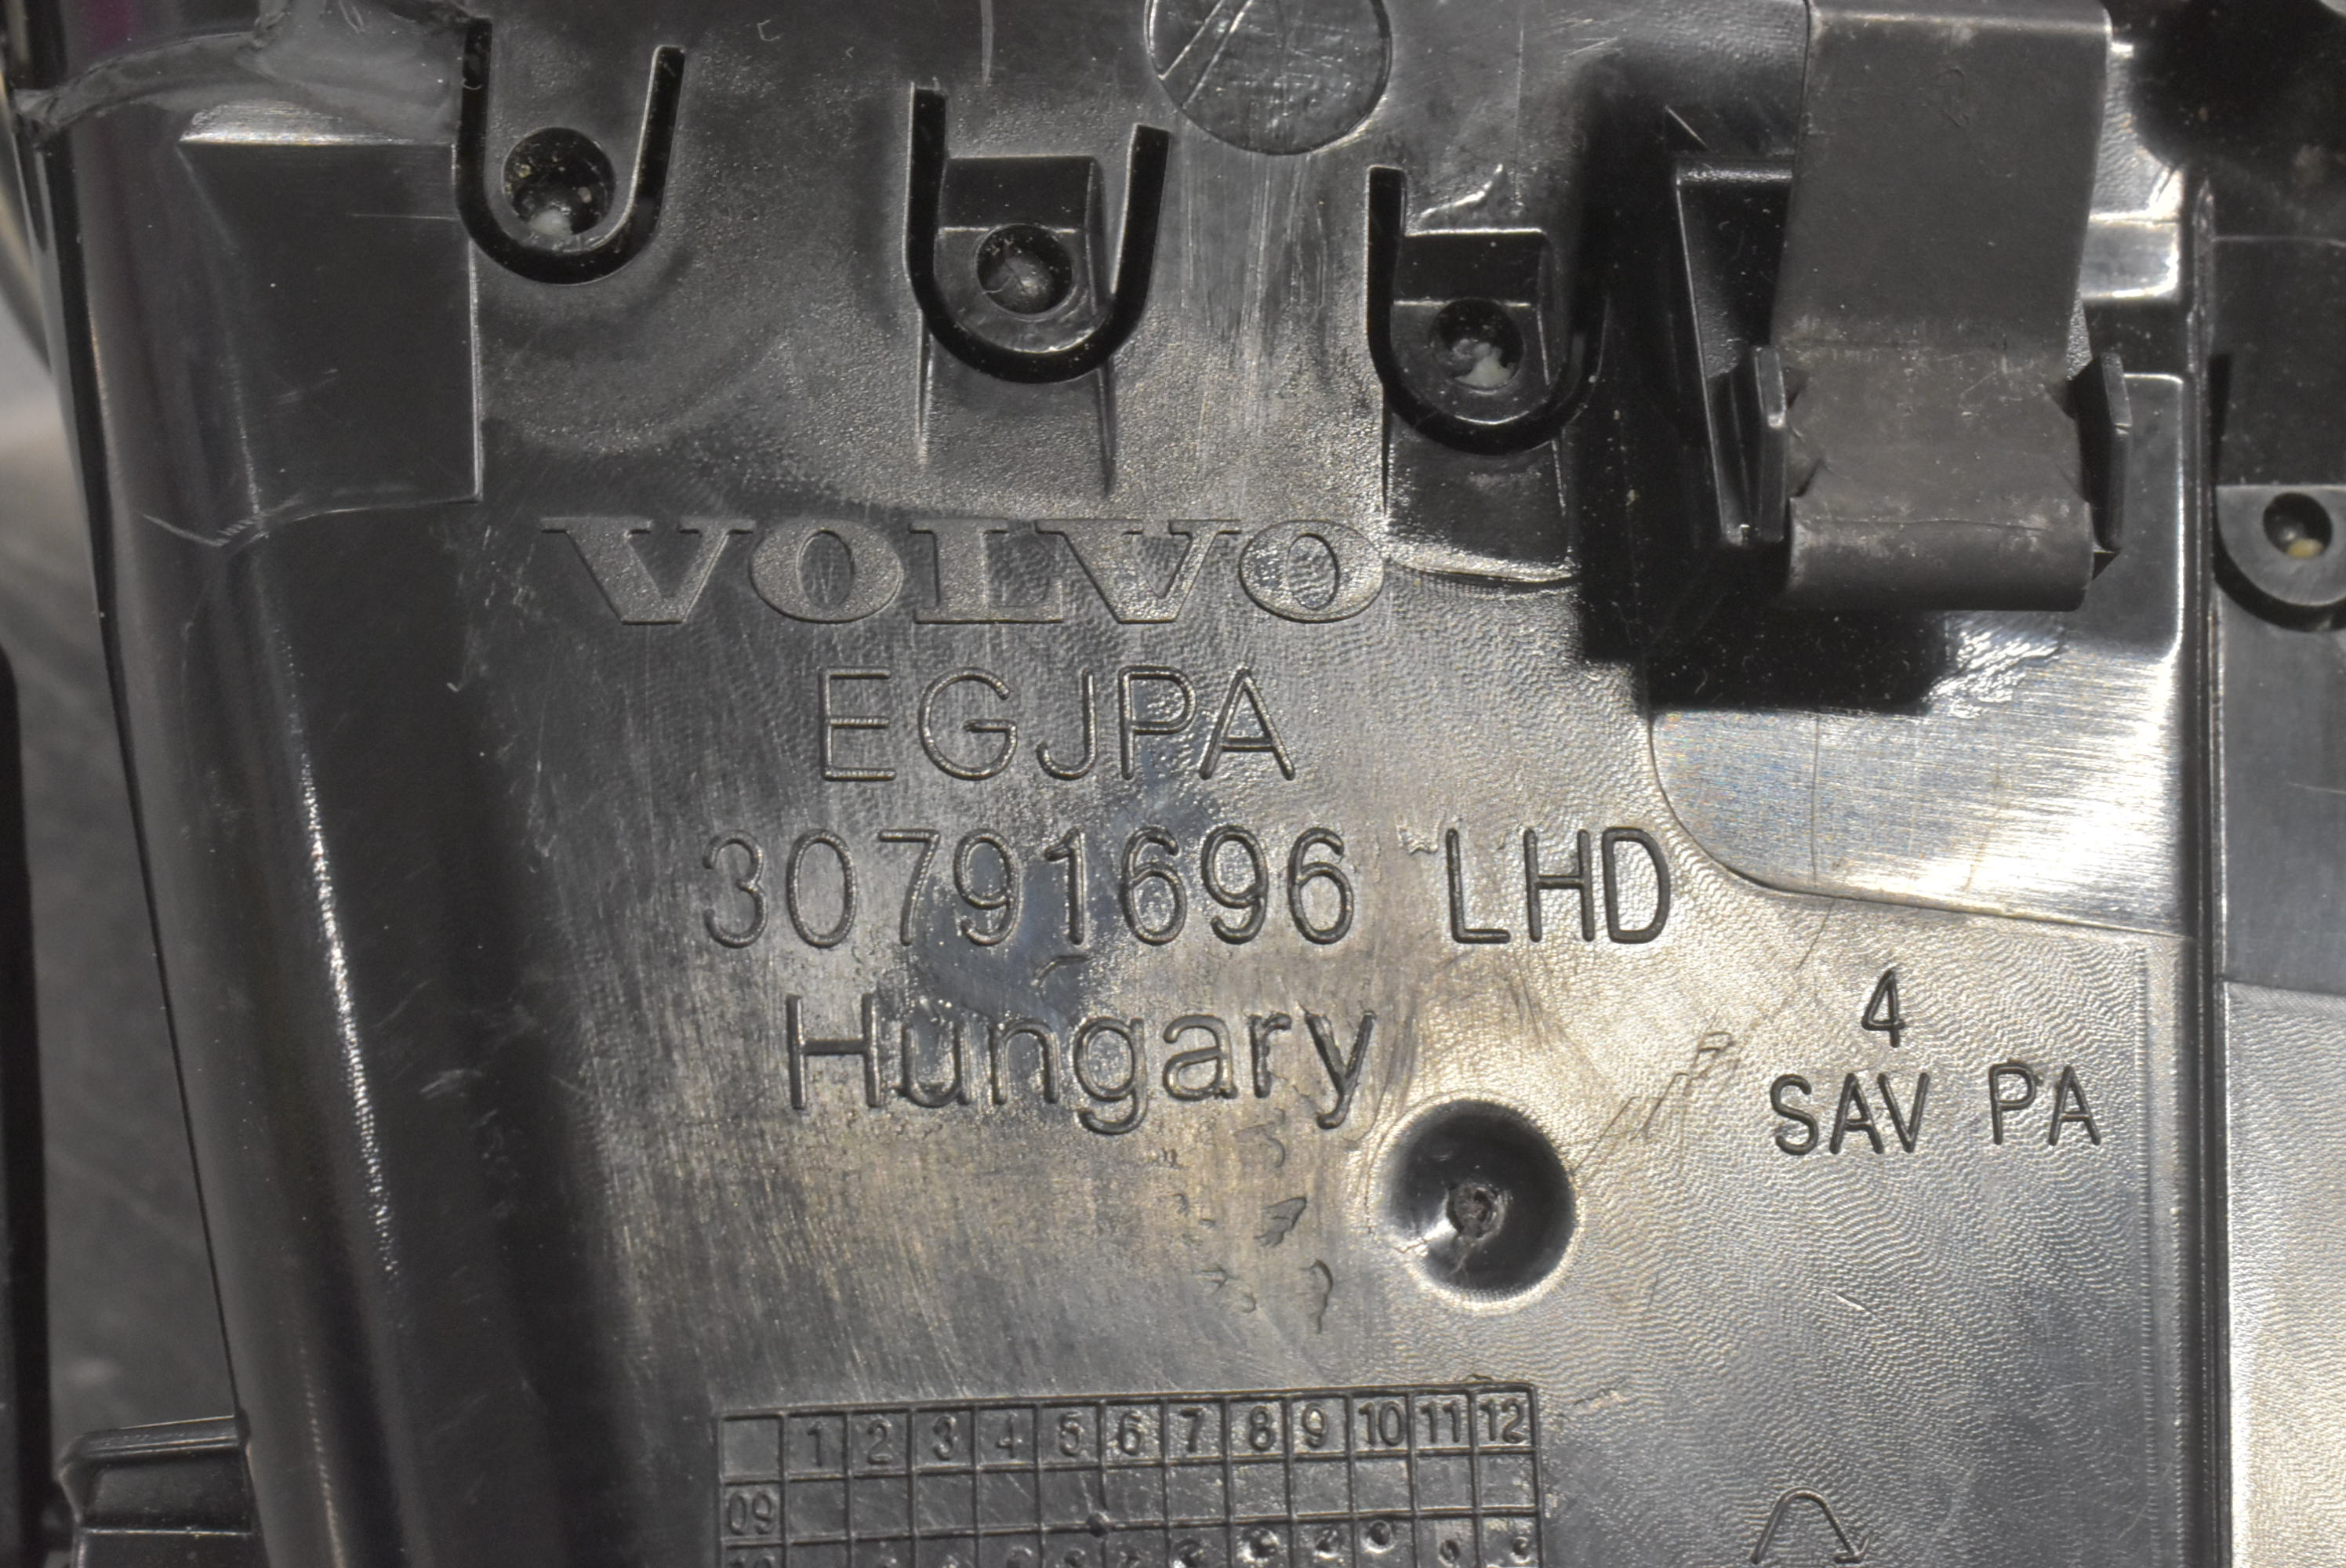 VOLVO
EGJPA
30791696 LHD
Hungary
4
SAV PA
1 2 3 4 5 6 7 8 9 10 11 12
09